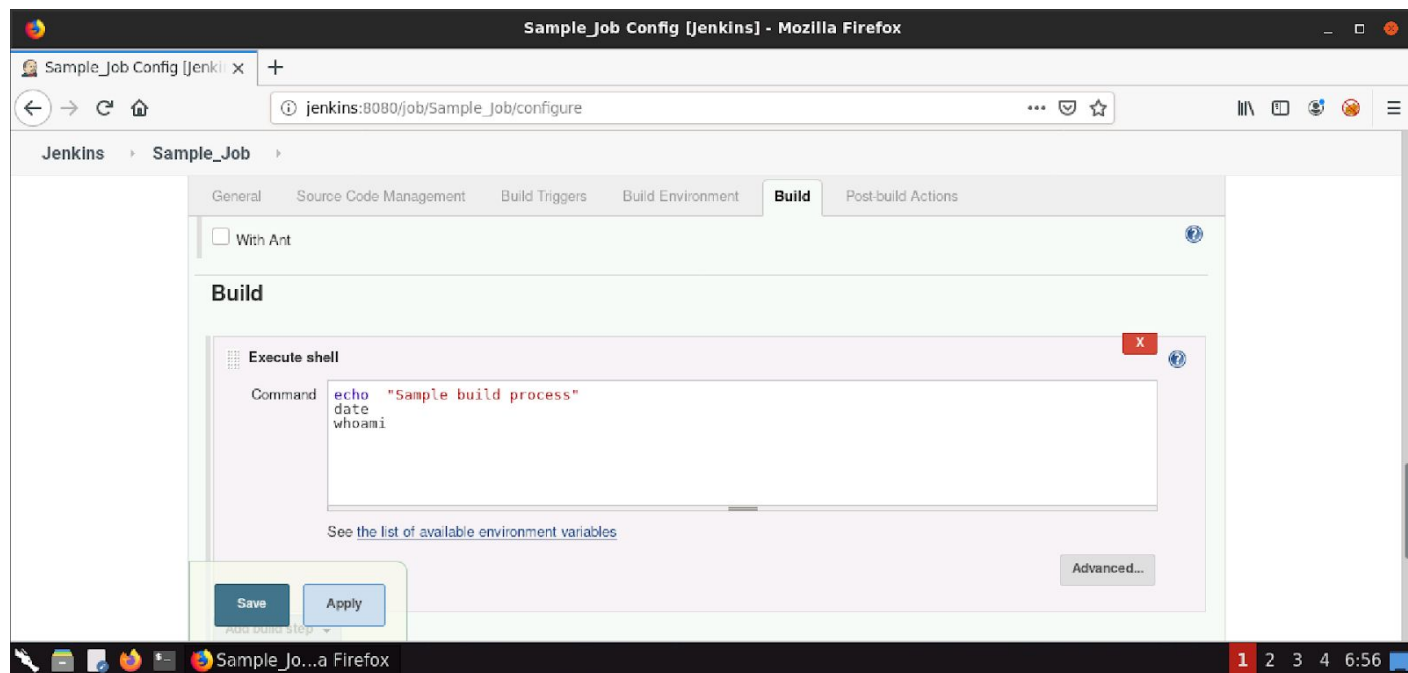 Sample_Job Config [Jenkins] - Mozilla Firefox
Sample_Job Config [Jenki
jenkins:8080/job/Sample_Job/configure
Jenkins Sample_Job
General Source Code Management Build Triggers Build Environment Build Post-build Actions
With Ant
Build
X
Execute shell
Command
echo "Sample build process"
date
whoami
See the list of available environment variables
Advanced...
Save Apply
Add build step
Sample_Jo...a Firefox 1 2 3 4 6:56